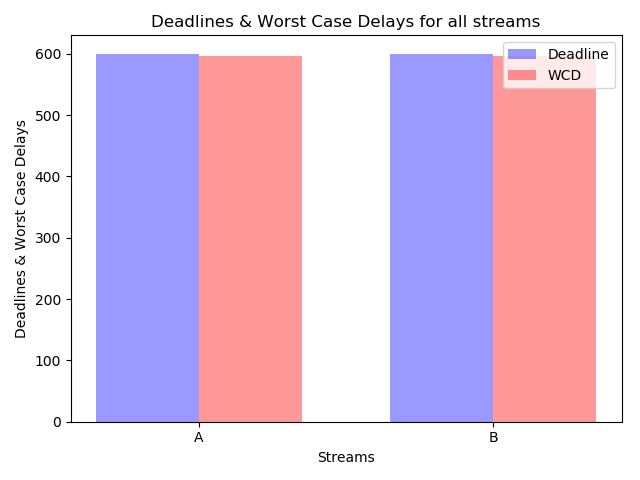 Deadlines & Worst Case Delays for all streams
Deadline
WCD
Deadlines & Worst Case Delays
600
500
400
300
200
100
0
A
B
Streams